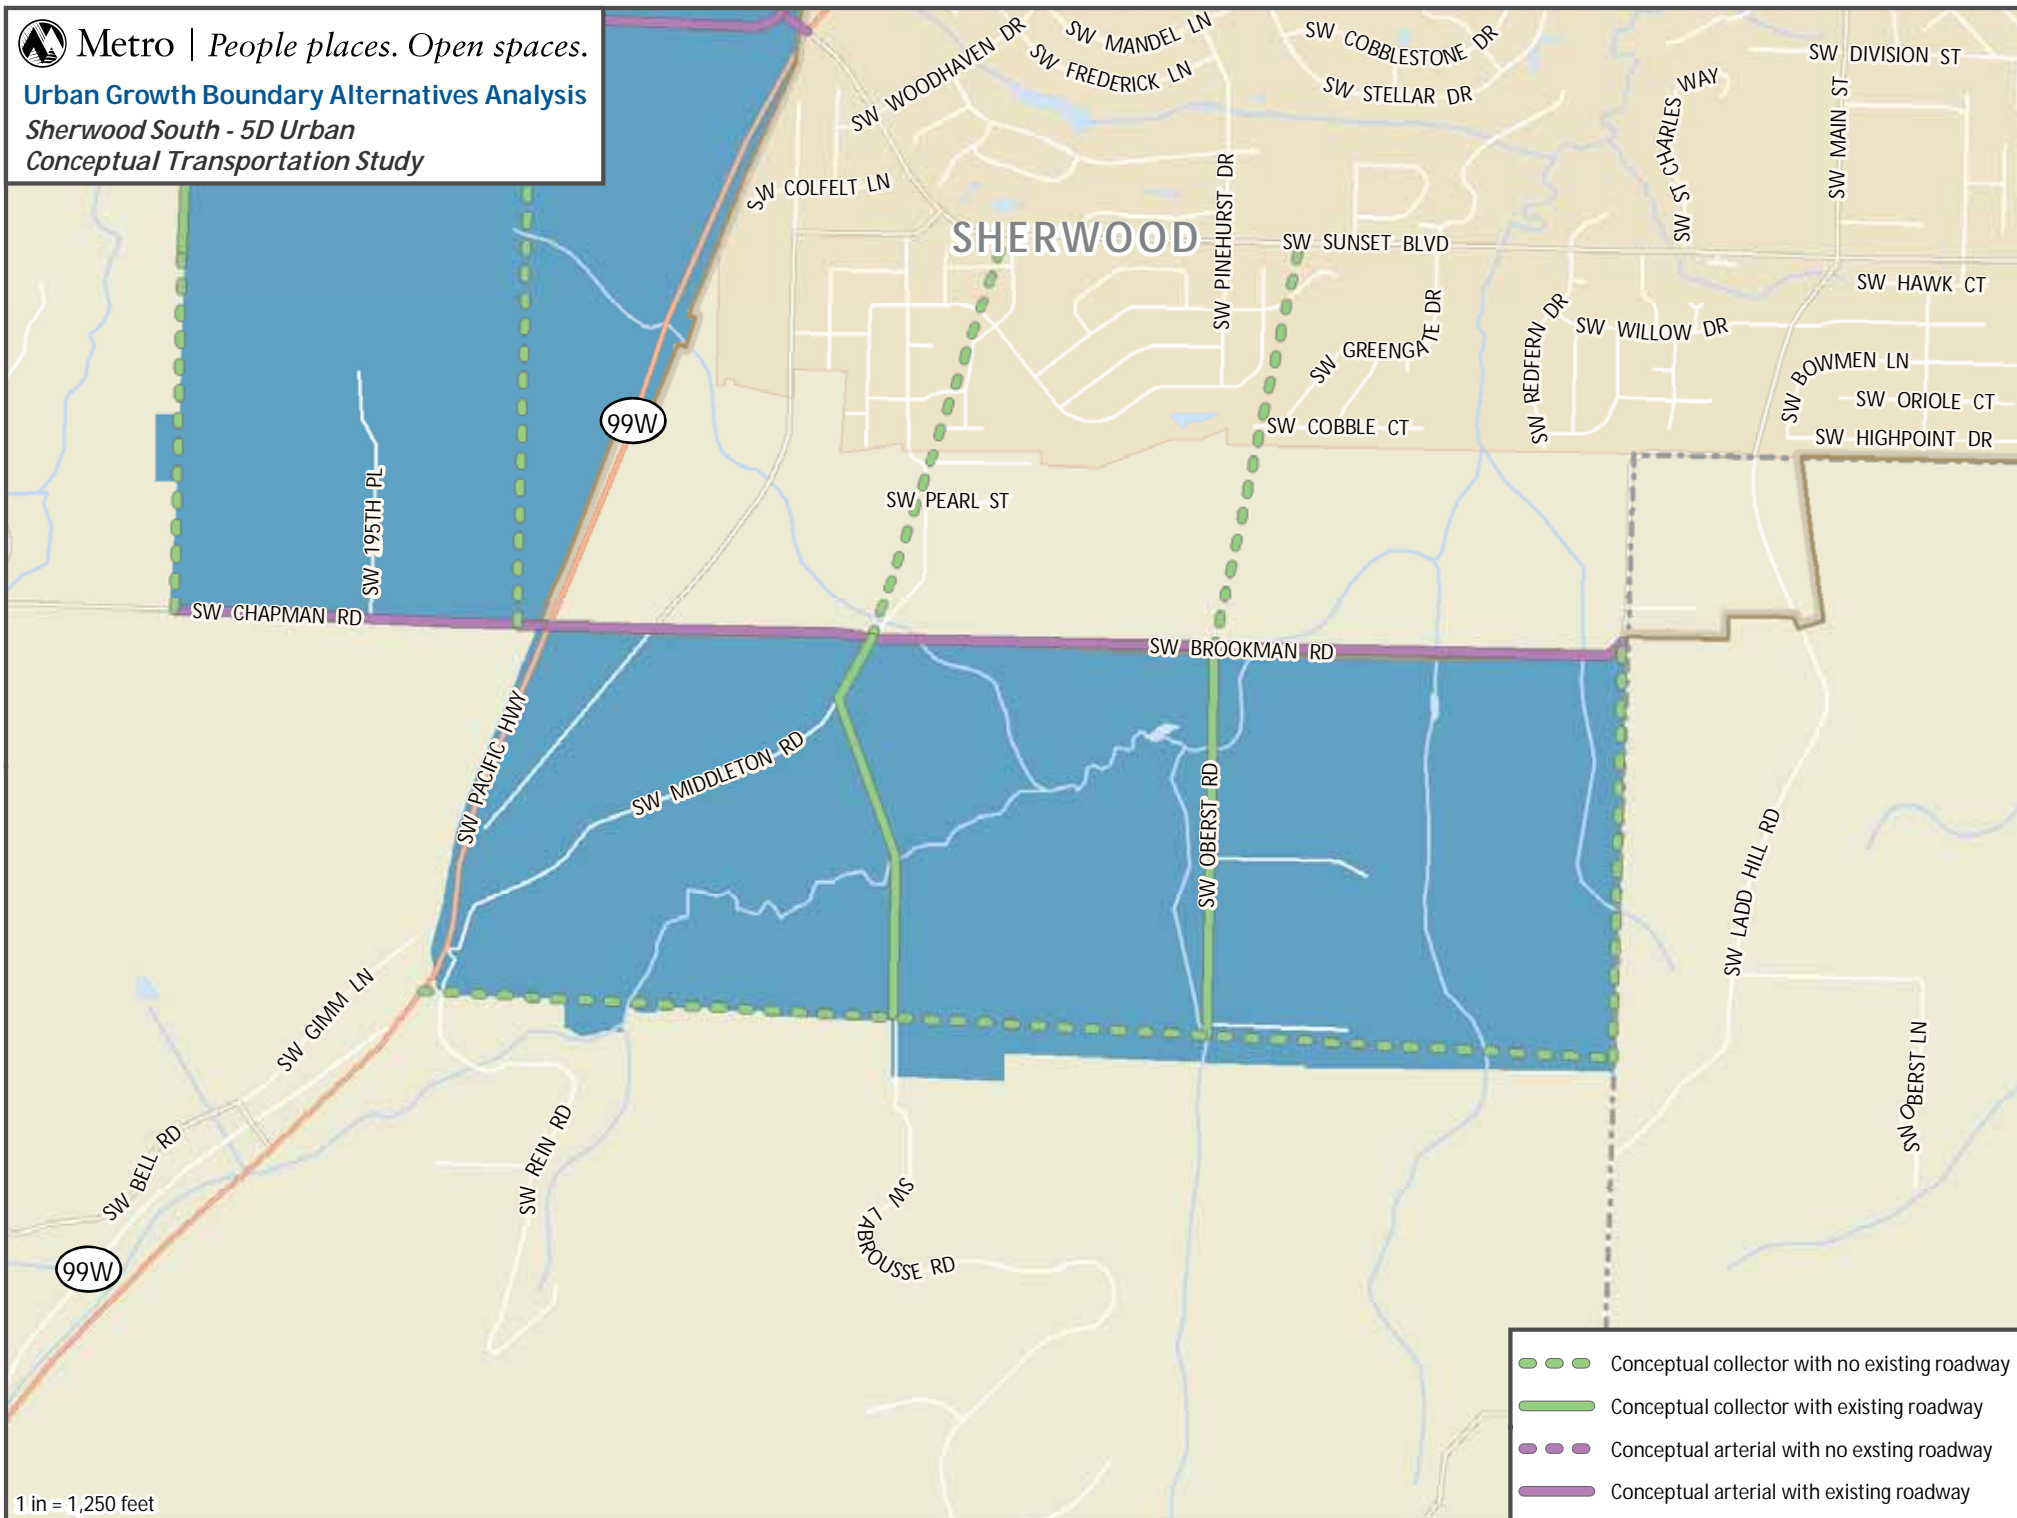 Metro | People places. Open spaces.
Urban Growth Boundary Alternatives Analysis
Sherwood South - 5D Urban
Conceptual Transportation Study
SW WOODHAVEN DR
SW MANDEL LN
SW FREDERICK LN
SW COBBLESTONE DR
SW STELLAR DR
SW ST CHARLES WAY
SW DIVISION ST
SW MAIN ST
SW COLFELT LN
SW PINEHURST DR
SHERWOOD
SW SUNSET BLVD
SW HAWK CT
SW GREENGATE DR
SW REDFERN DR
SW WILLOW DR
SW BOWMEN LN
SW ORIOLE CT
SW HIGHPOINT DR
99W
SW COBBLE CT
SW PEARL ST
SW 195TH PL
SW CHAPMAN RD
SW BROOKMAN RD
SW PACIFIC HWY
SW MIDDLETON RD
SW OBERST RD
SW LADD HILL RD
SW GIMM LN
SW OBERST LN
SW BELL RD
SW REIN RD
SW LABROUSSE RD
99W
Conceptual collector with no existing roadway
Conceptual collector with existing roadway
Conceptual arterial with no exsting roadway
Conceptual arterial with existing roadway
1 in = 1,250 feet